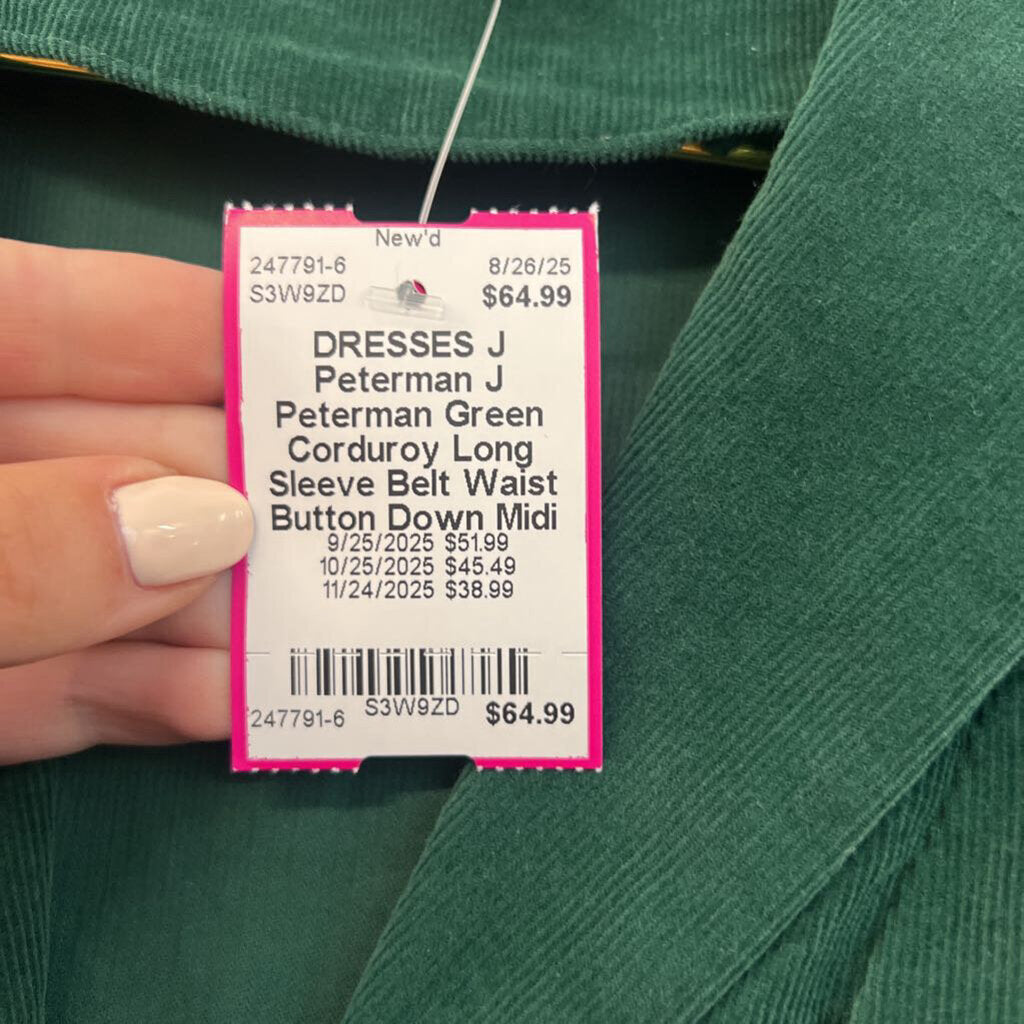 New'd
247791-6 8/26/25
S3W9ZD $64.99
DRESSES J
Peterman J
Peterman Green
Corduroy Long
Sleeve Belt Waist
Button Down Midi
9/25/2025 $51.99
10/25/2025 $45.49
11/24/2025 $38.99
247791-6 S3W9ZD $64.99